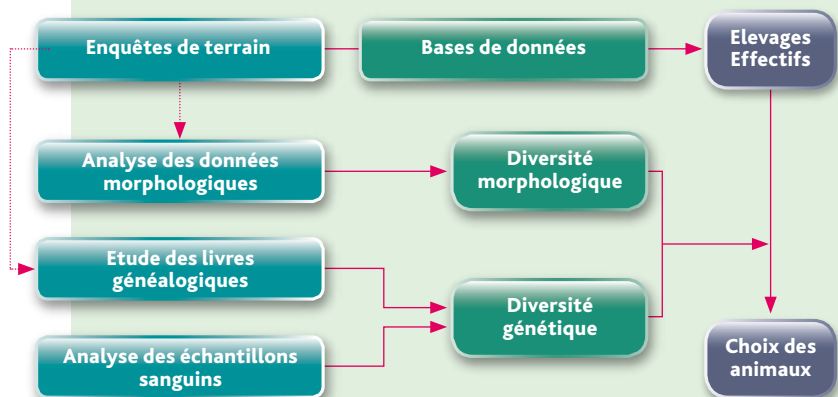 Enquêtes de terrain
Bases de données
Elevages
Effectifs
Analyse des données
morphologiques
Diversité
morphologique
Etude des livres
généalogiques
Diversité
génétique
Analyse des échantillons
sanguins
Choix des
animaux